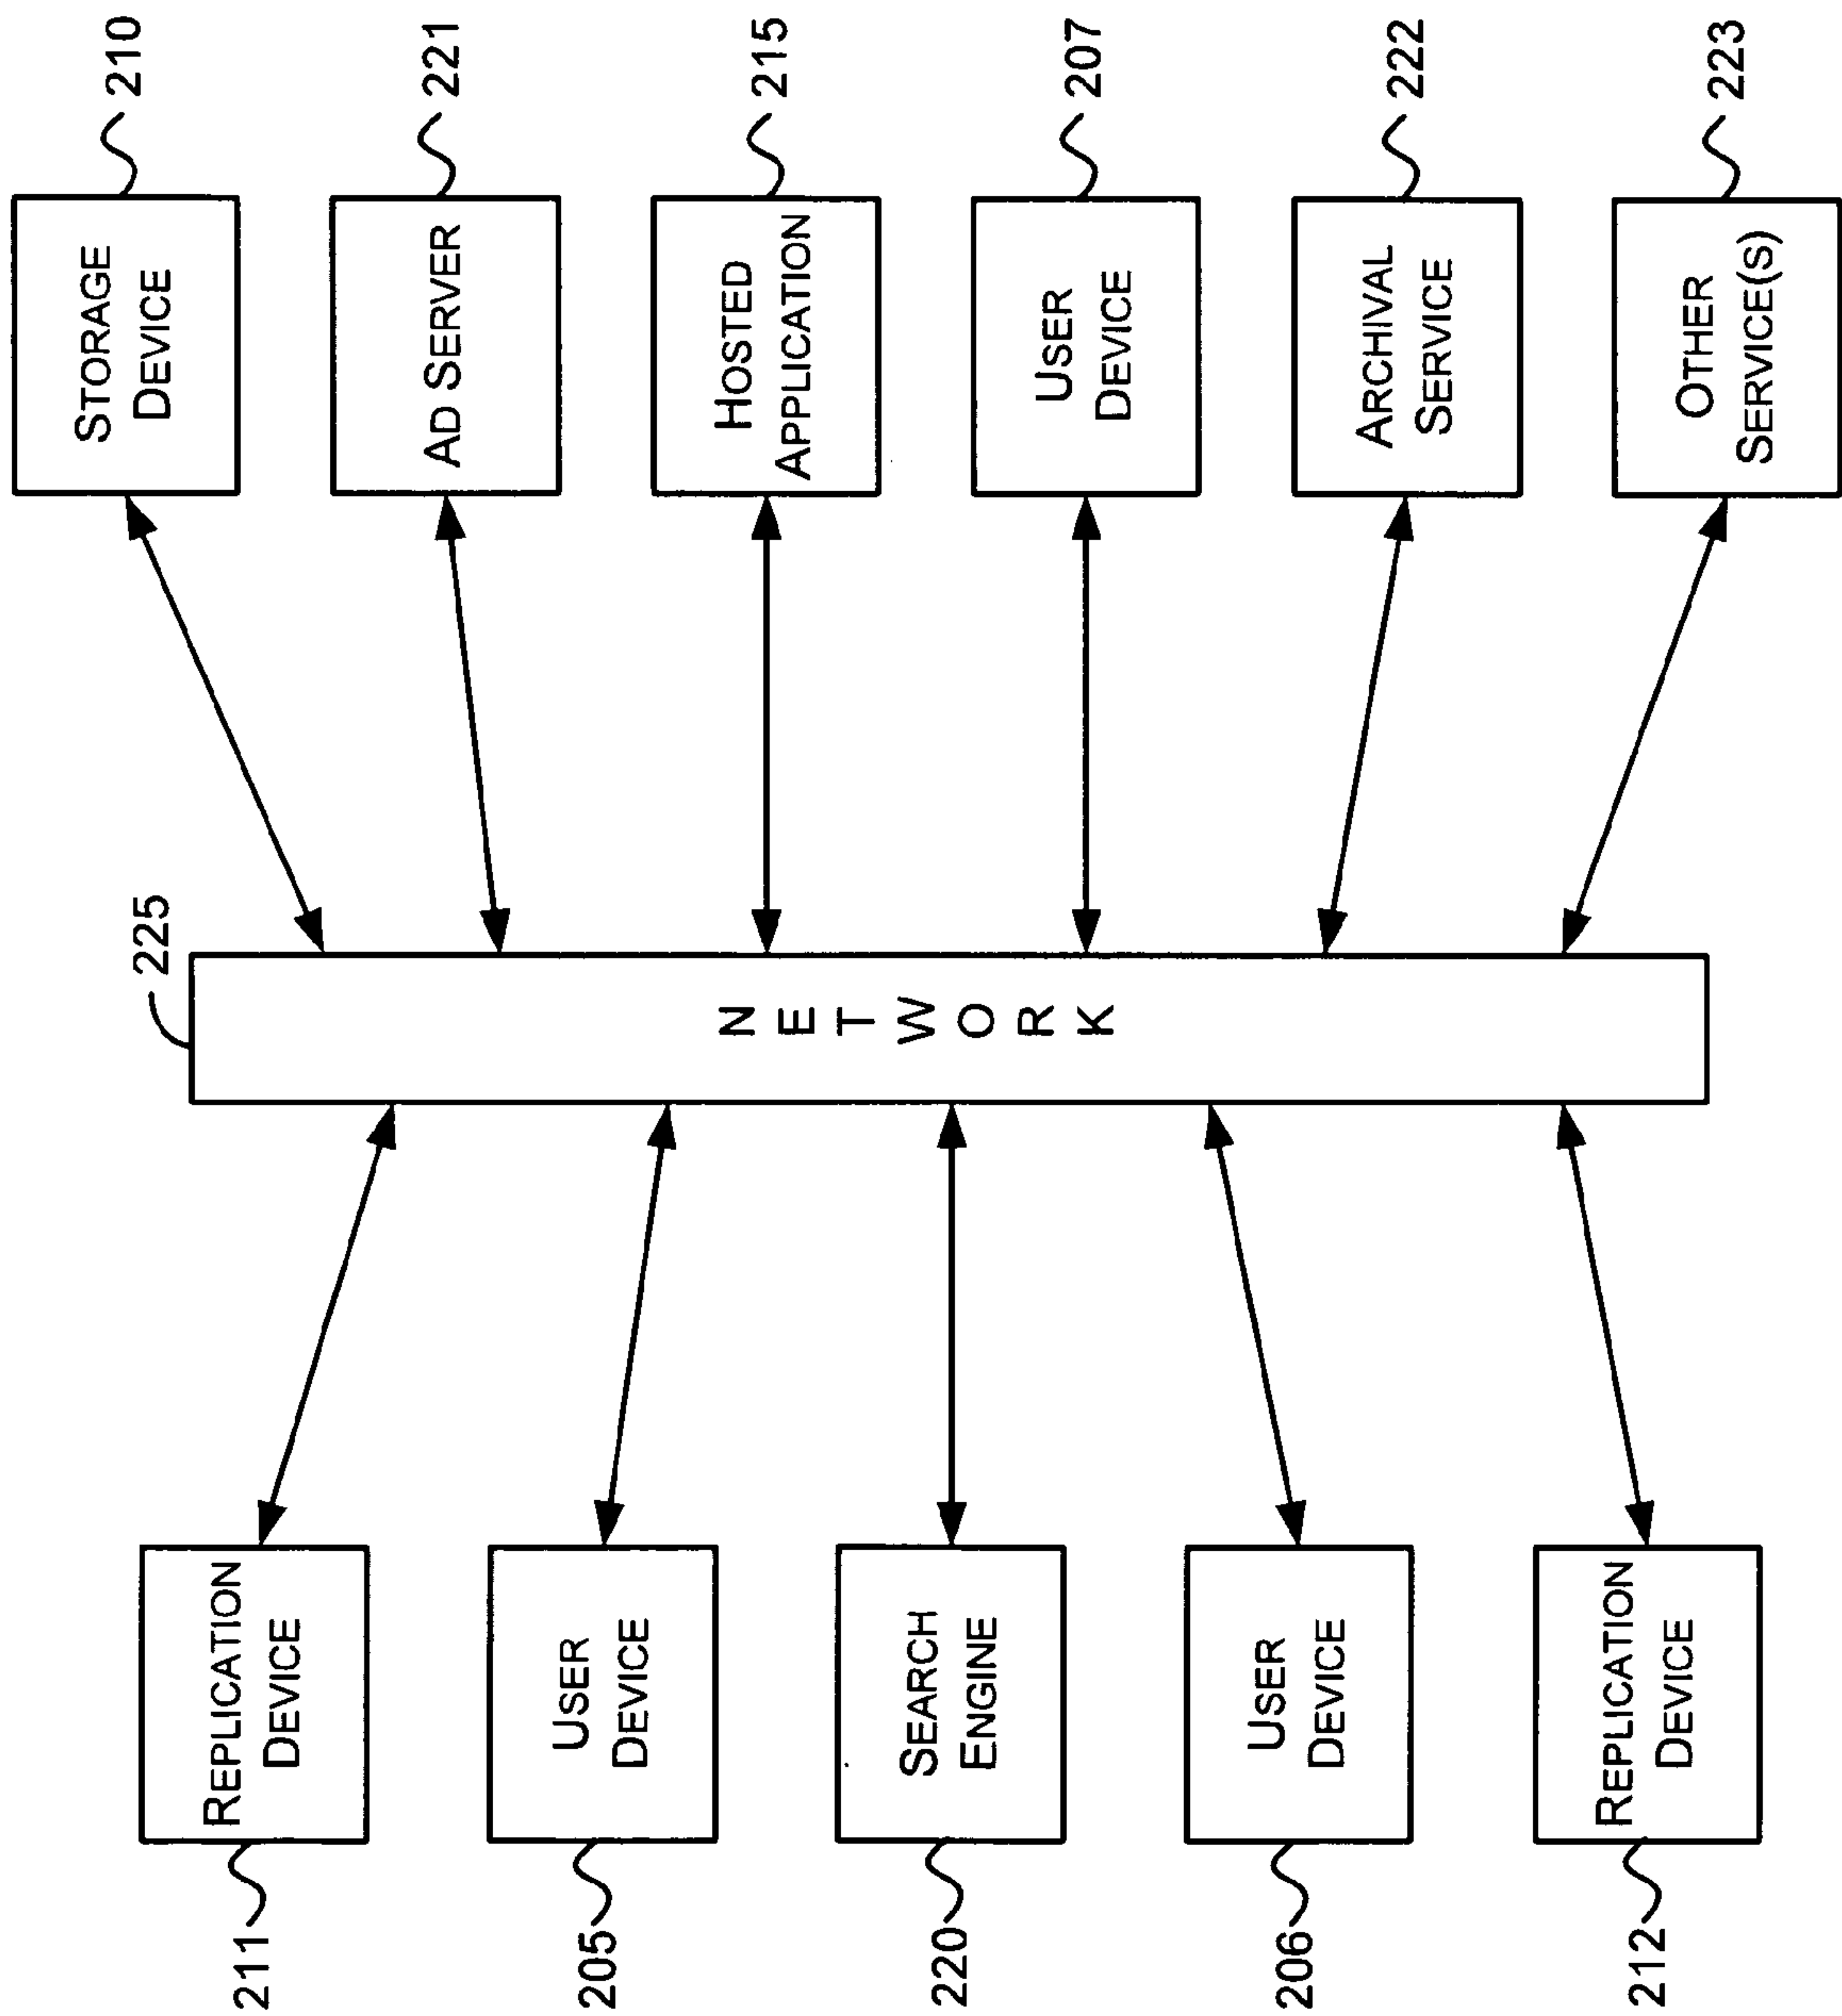 211
REPLICATION
DEVICE
205
USER
DEVICE
220
SEARCH
ENGINE
206
USER
DEVICE
212
REPLICATION
DEVICE
225
N
E
T
W
O
R
K
STORAGE
DEVICE
210
AD SERVER
221
HOSTED
APPLICATION
215
USER
DEVICE
207
ARCHIVAL
SERVICE
222
OTHER
SERVICE(S)
223